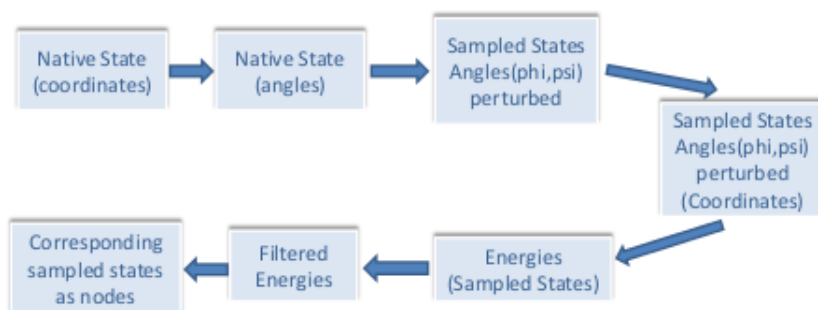 Native State
(coordinates)
Native State
(angles)
Sampled States
Angles(phi,psi)
perturbed
Sampled States
Angles(phi,psi)
perturbed
(Coordinates)
Energies
(Sampled States)
Filtered
Energies
Corresponding
sampled states
as nodes